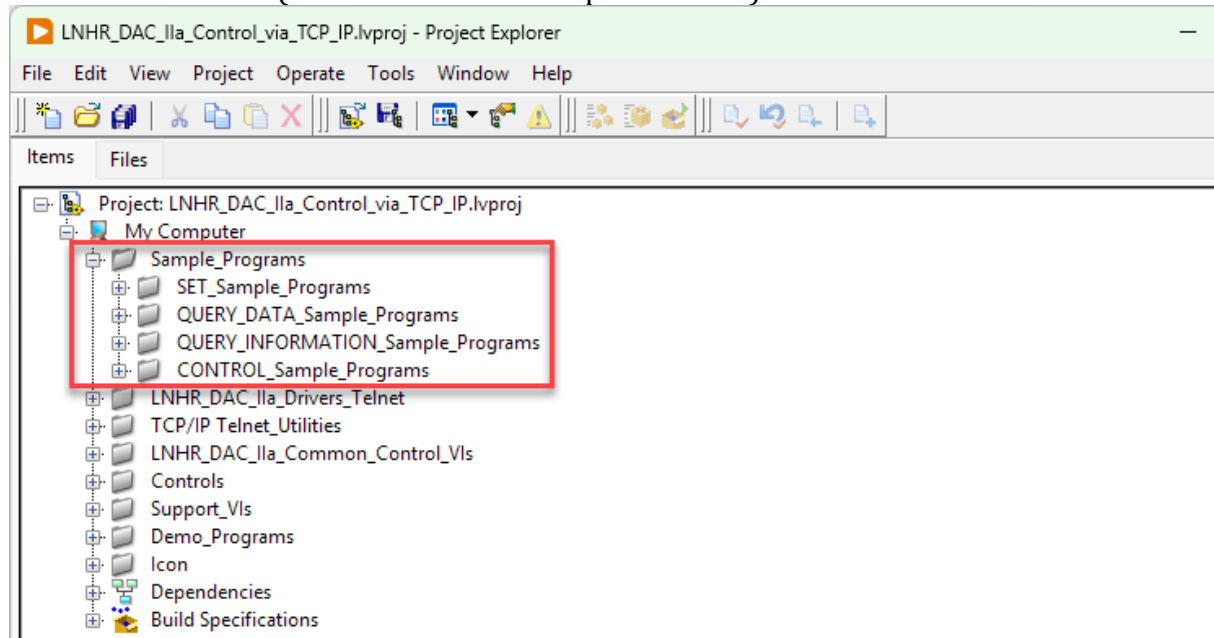 LNHR_DAC_IIa_Control_via_TCP_IP.lvproj - Project Explorer
File Edit View Project Operate Tools Window Help
Items Files
Project: LNHR_DAC_IIa_Control_via_TCP_IP.lvproj
My Computer
Sample_Programs
SET_Sample_Programs
QUERY_DATA_Sample_Programs
QUERY_INFORMATION_Sample_Programs
CONTROL_Sample_Programs
LNHR_DAC_IIa_Drivers_Telnet
TCP/IP Telnet_Utilities
LNHR_DAC_IIa_Common_Control_VIs
Controls
Support_VIs
Demo_Programs
Icon
Dependencies
Build Specifications